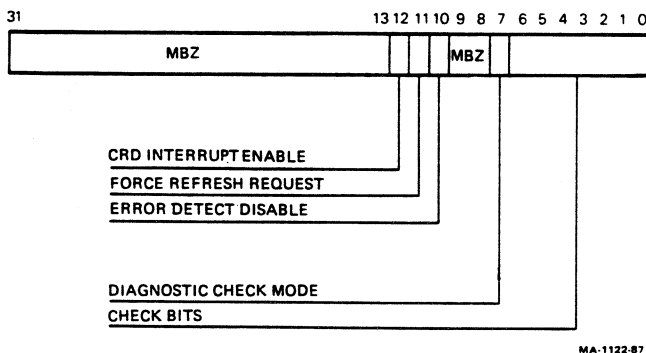 31 13 12 11 10 9 8 7 6 5 4 3 2 1 0
MBZ MBZ
CRD INTERRUPT ENABLE
FORCE REFRESH REQUEST
ERROR DETECT DISABLE
DIAGNOSTIC CHECK MODE
CHECK BITS
MA-1122-87